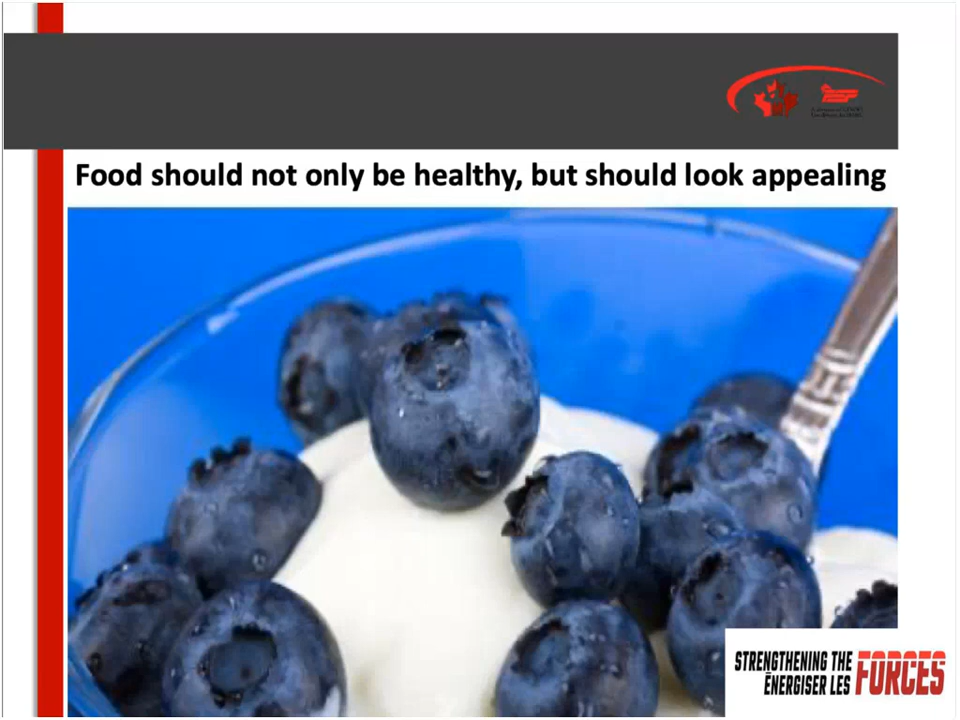 Food should not only be healthy, but should look appealing
STRENGTHENING THE
ÉNERGISER LES
FORCES